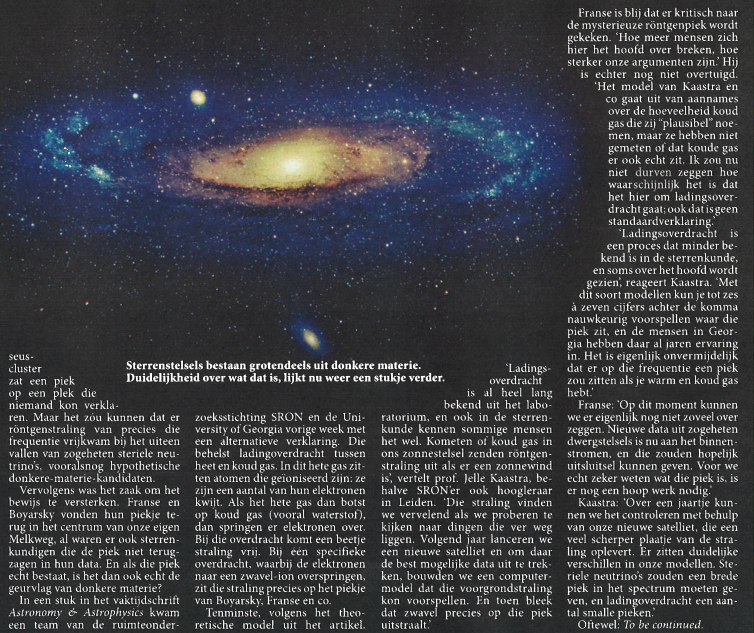 seus-
cluster
zat een piek
op een plek die
niemand kon verkla-
ren. Maar het zóu kunnen dat er
röntgenstraling van precies die
frequentie vrijkwam bij het uiteen
vallen van zogeheten steriele neu-
trino's, vooralsnog hypothetische
donkere-materie-kandidaten.
Vervolgens was het zaak om het
bewijs te versterken. Franse en
Boyarsky vonden hun piekje te-
rug in het centrum van onze eigen
Melkweg, al waren er ook sterren-
kundigen die de piek niet terug-
zagen in hun data. En als die piek
echt bestaat, is het dan ook echt de
geurvlag van donkere materie?
In een stuk in het vaktijdschrift
Astronomy & Astrophysics kwam
een team van de ruimteonder-
Sterrenstelsels bestaan grotendeels uit donkere materie.
Duidelijkheid over wat dat is, lijkt nu weer een stukje verder.
zoeksstichting SRON en de Uni-
versity of Georgia vorige week met
een alternatieve verklaring. Die
behelst ladingoverdracht tussen
heet en koud gas. In dit hete gas zit-
ten atomen die geïoniseerd zijn: ze
zijn een aantal van hun elektronen
kwijt. Als het hete gas dan botst
op koud gas (vooral waterstof),
dan springen er elektronen over.
Bij die overdracht komt een beetje
straling vrij. Bij één specifieke
overdracht, waarbij de elektronen
naar een zwavel-ion overspringen,
zit die straling precies op het piekje
van Boyarsky, Franse en co.
Tenminste, volgens het theo-
retische model uit het artikel.
'Ladings-
overdracht
is al heel lang
bekend uit het labo-
ratorium, en ook in de sterren-
kunde kennen sommige mensen
het wel. Kometen of koud gas in
ons zonnestelsel zenden röntgen-
straling uit als er een zonnewind
is', vertelt prof. Jelle Kaastra, be-
halve SRON'er ook hoogleraar
in Leiden. 'Die straling vinden
we vervelend als we proberen te
kijken naar dingen die ver weg
liggen. Volgend jaar lanceren we
een nieuwe satelliet en om daar
de best mogelijke data uit te trek-
ken, bouwden we een computer-
model dat die voorgrondstraling
kon voorspellen. En toen bleek
dat zwavel precies op die piek
uitstraalt.'
Franse is blij dat er kritisch naar
de mysterieuze röntgenpiek wordt
gekeken. 'Hoe meer mensen zich
hier het hoofd over breken, hoe
sterker onze argumenten zijn.' Hij
is echter nog niet overtuigd.
'Het model van Kaastra en
co gaat uit van aannames
over de hoeveelheid koud
gas die zij "plausibel" noe-
men, maar ze hebben niet
gemeten of dat koude gas
er ook echt zit. Ik zou nu
niet durven zeggen hoe
waarschijnlijk het is dat
het hier om ladingsover-
dracht gaat; ook dat is geen
standaardverklaring.'
'Ladingsoverdracht is
een proces dat minder be-
kend is in de sterrenkunde,
en soms over het hoofd wordt
gezien', reageert Kaastra. 'Met
dit soort modellen kun je tot zes
à zeven cijfers achter de komma
nauwkeurig voorspellen waar die
piek zit, en de mensen in Geor-
gia hebben daar al jaren ervaring
in. Het is eigenlijk onvermijdelijk
dat er op die frequentie een piek
zou zitten als je warm en koud gas
hebt.'
Franse: 'Op dit moment kunnen
we er eigenlijk nog niet zoveel over
zeggen. Nieuwe data uit zogeheten
dwergstelsels is nu aan het binnen-
stromen, en die zouden hopelijk
uitsluitsel kunnen geven. Voor we
echt zeker weten wat die piek is, is
er nog een hoop werk nodig.'
Kaastra: 'Over een jaartje kun-
nen we het controleren met behulp
van onze nieuwe satelliet, die een
veel scherper plaatje van de stra-
ling oplevert. Er zitten duidelijke
verschillen in onze modellen. Ste-
riele neutrino's zouden een brede
piek in het spectrum moeten ge-
ven, en ladingoverdracht een aan-
tal smalle pieken.'
Oftewel: To be continued.